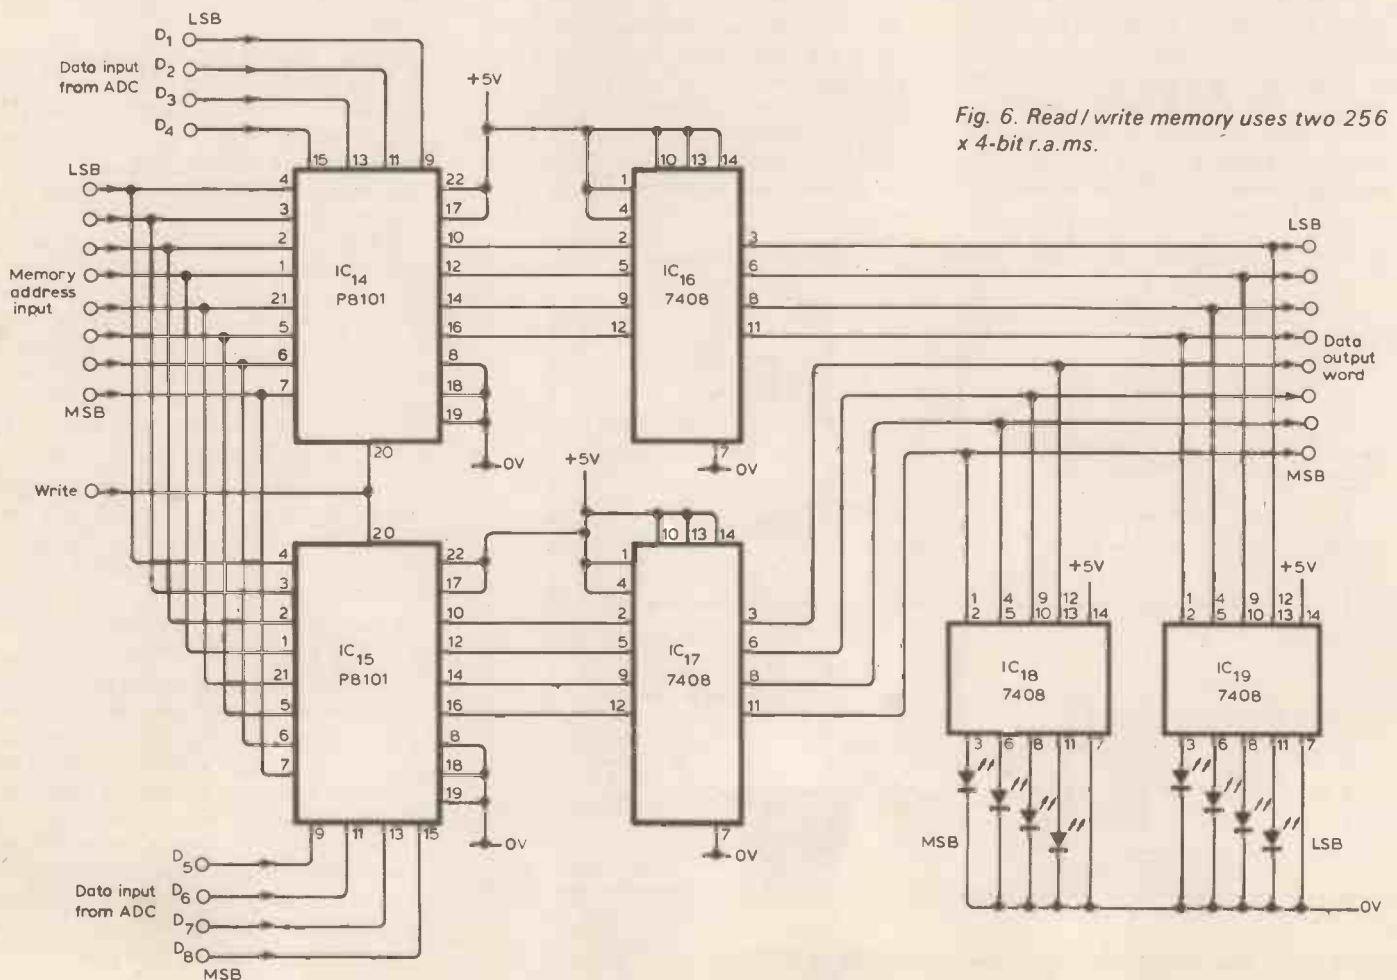 LSB
D1
D2
Data input
from ADC
D3
D4
+5V
Fig. 6. Read/write memory uses two 256
x 4-bit r.a.ms.
15 13 11 9
10 13 14
LSB
4
3
2
1
21
5
6
7
Memory
address
input
MSB
IC14
P8101
22
17
10
12
14
16
8
18
19
20
0V
1
4
2
5
9
12
IC16
7408
3
6
8
11
7
0V
LSB
Data
output
word
MSB
Write
+5V
20
10 13 14
4
3
2
1
21
5
6
7
IC15
P8101
22
17
10
12
14
16
8
18
19
9 11 13 15
0V
1
4
2
5
9
12
IC17
7408
3
6
8
11
7
0V
+5V
1 4 9 12
2 5 10 13 14
IC18
7408
3 6 8 11 7
MSB
+5V
1 4 9 12
2 5 10 13 14
IC19
7408
3 6 8 11 7
LSB
0V
D5
Data input
from ADC
D6
D7
D8
MSB